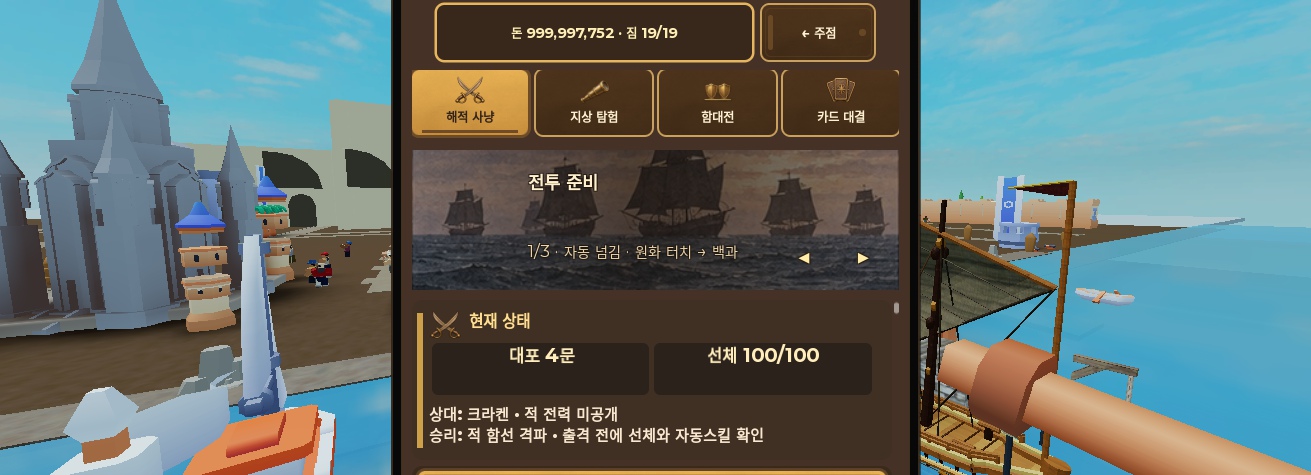 돈 999,997,752 · 짐 19/19
← 주점
해적 사냥
지상 탐험
함대전
카드 대결
전투 준비
1/3 · 자동 넘김 · 원화 터치 → 백과
◀ ▶
현재 상태
대포 4문
선체 100/100
상대: 크라켄 • 적 전력 미공개
승리: 적 함선 격파 • 출격 전에 선체와 자동스킬 확인